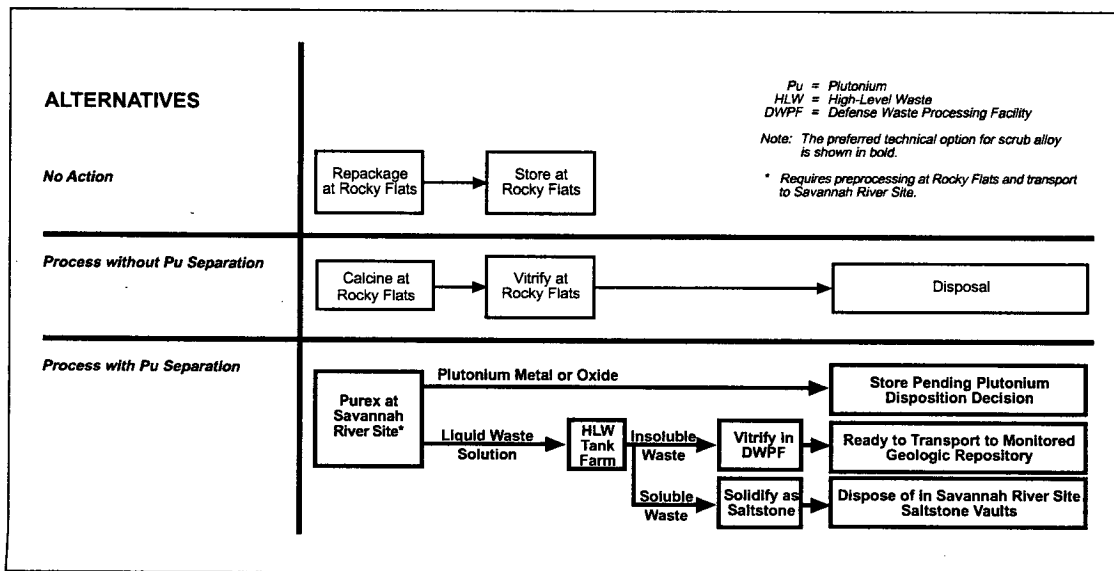 ALTERNATIVES
Pu = Plutonium
HLW = High-Level Waste
DWPF = Defense Waste Processing Facility
Note: The preferred technical option for scrub alloy
is shown in bold.
* Requires preprocessing at Rocky Flats and transport
to Savannah River Site.
No Action
Repackage
at Rocky Flats
Store at
Rocky Flats
Process without Pu Separation
Calcine at
Rocky Flats
Vitrify at
Rocky Flats
Disposal
Process with Pu Separation
Purex at
Savannah
River Site*
Plutonium Metal or Oxide
Store Pending Plutonium
Disposition Decision
Liquid Waste
Solution
HLW
Tank
Farm
Insoluble
Waste
Vitrify in
DWPF
Ready to Transport to Monitored
Geologic Repository
Soluble
Waste
Solidify as
Saltstone
Dispose of in Savannah River Site
Saltstone Vaults